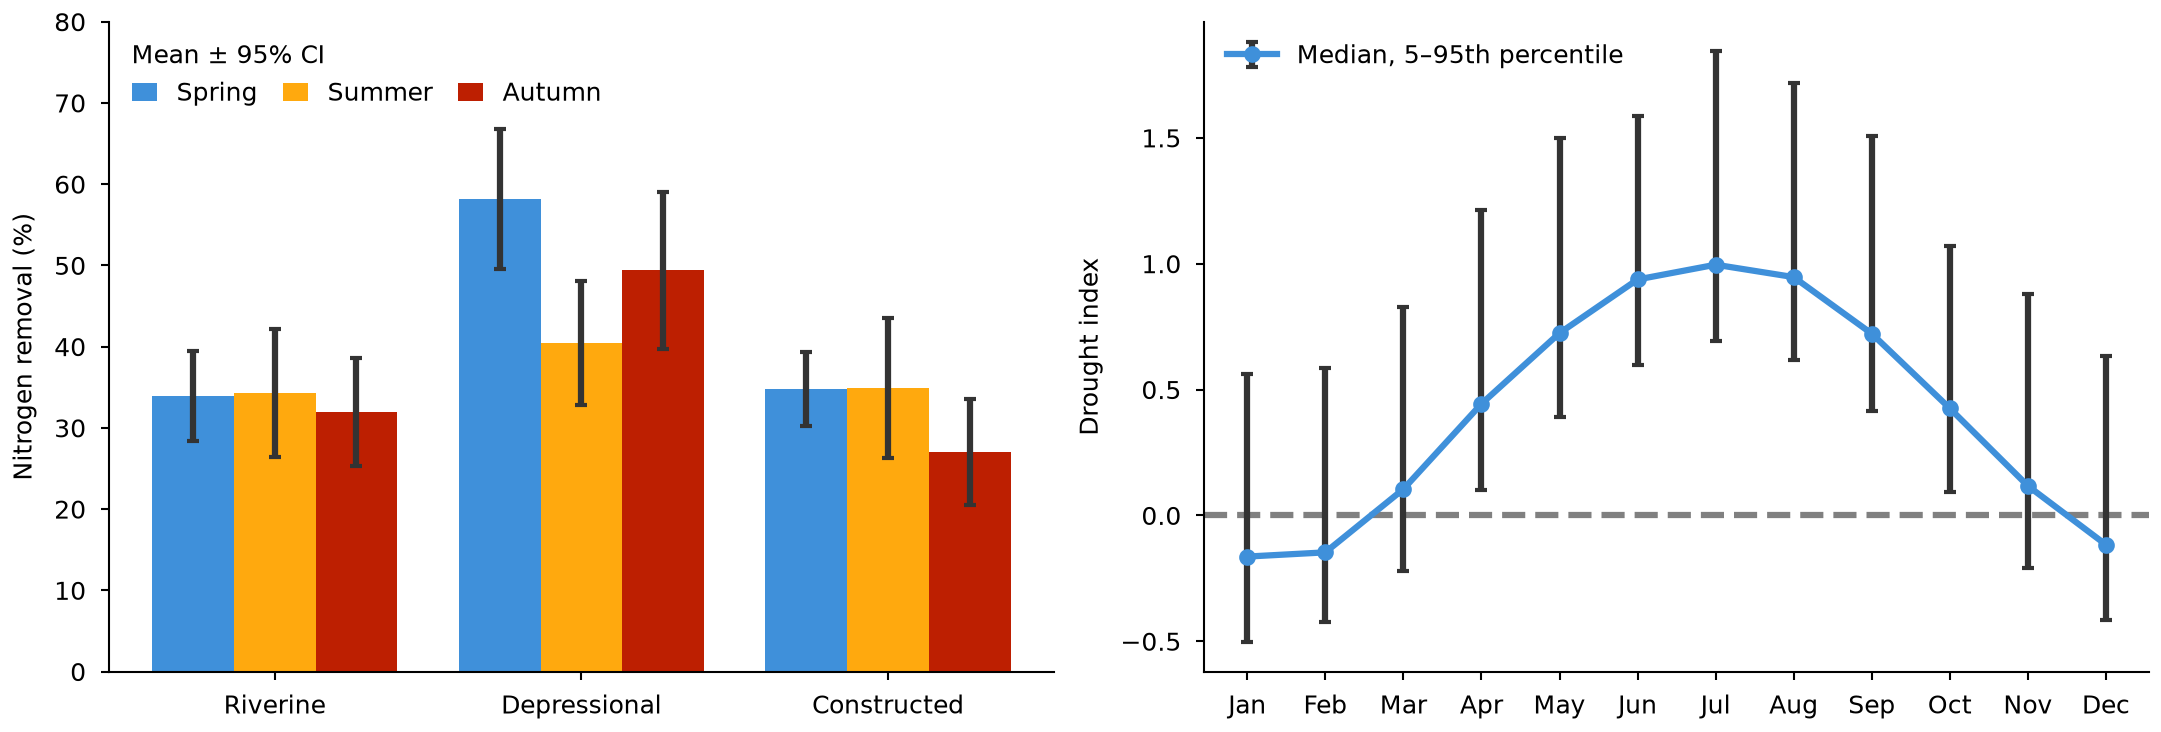 Nitrogen removal (%)
80
70
60
50
40
30
20
10
0
Mean ± 95% CI
Spring Summer Autumn
Riverine Depressional Constructed
Drought index
1.5
1.0
0.5
0.0
−0.5
Median, 5–95th percentile
Jan Feb Mar Apr May Jun Jul Aug Sep Oct Nov Dec